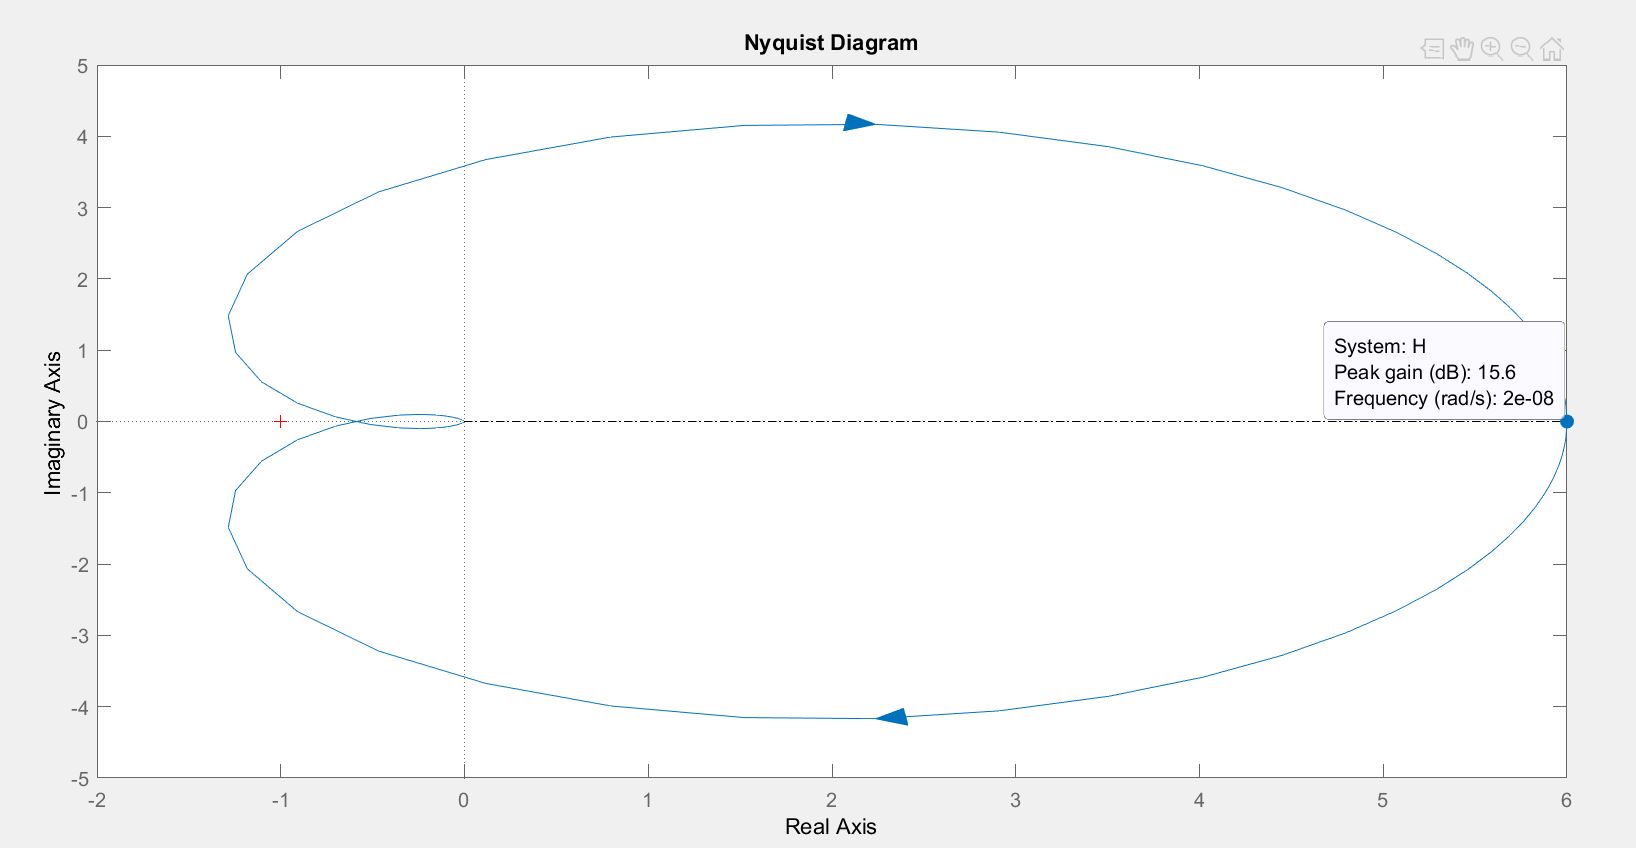 Nyquist Diagram
5
4
3
2
1
0
-1
-2
-3
-4
-5
Imaginary Axis
System: H
Peak gain (dB): 15.6
Frequency (rad/s): 2e-08
-2 -1 0 1 2 3 4 5 6
Real Axis